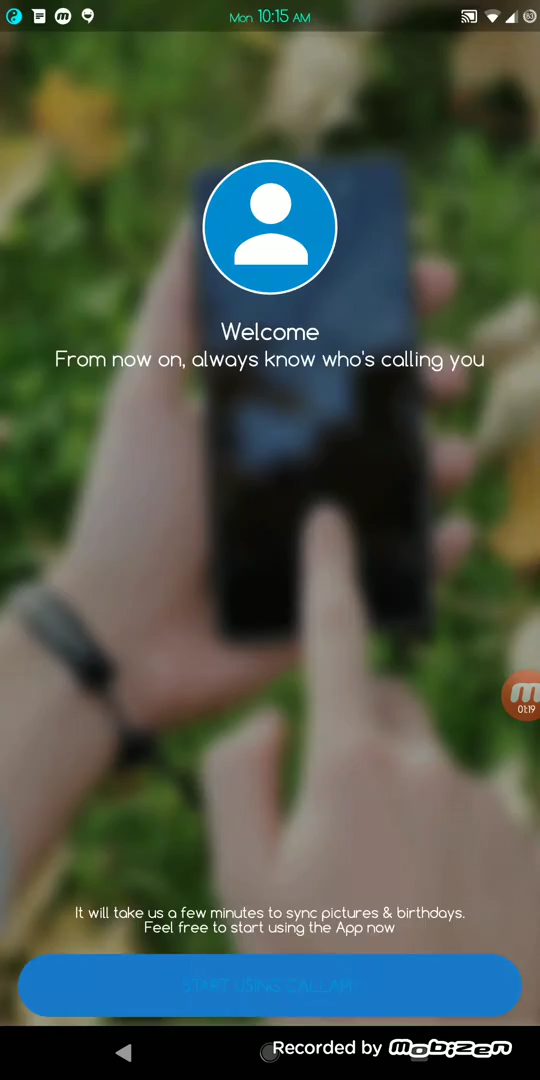 Mon 10:15 AM
63
Welcome
From now on, always know who's calling you
01:19
It will take us a few minutes to sync pictures & birthdays.
Feel free to start using the App now
START USING CALLAPP
Recorded by mobizen